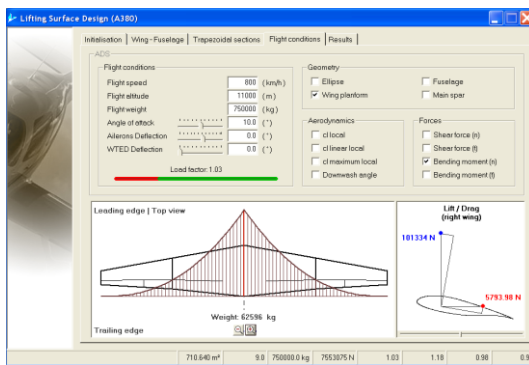 Lifting Surface Design (A380)
Initialisation | Wing - Fuselage | Trapezoidal sections | Flight conditions | Results
ADS
Flight conditions
Flight speed 800 (km/h)
Flight altitude 11000 (m)
Flight weight 750000 (kg)
Angle of attack 10.0 (°)
Ailerons Deflection 0.0 (°)
WTED Deflection 0.0 (°)
Load factor: 1.03
Geometry
Ellipse Fuselage
Wing planform Main spar
Aerodynamics
cl local
cl linear local
cl maximum local
Downwash angle
Forces
Shear force (n)
Shear force (t)
Bending moment (n)
Bending moment (t)
Leading edge | Top view
Weight: 62596 kg
Trailing edge
Lift / Drag
(right wing)
101334 N
5793.98 N
710.640 m² 9.0 750000.0 kg 7553075 N 1.03 1.18 0.98